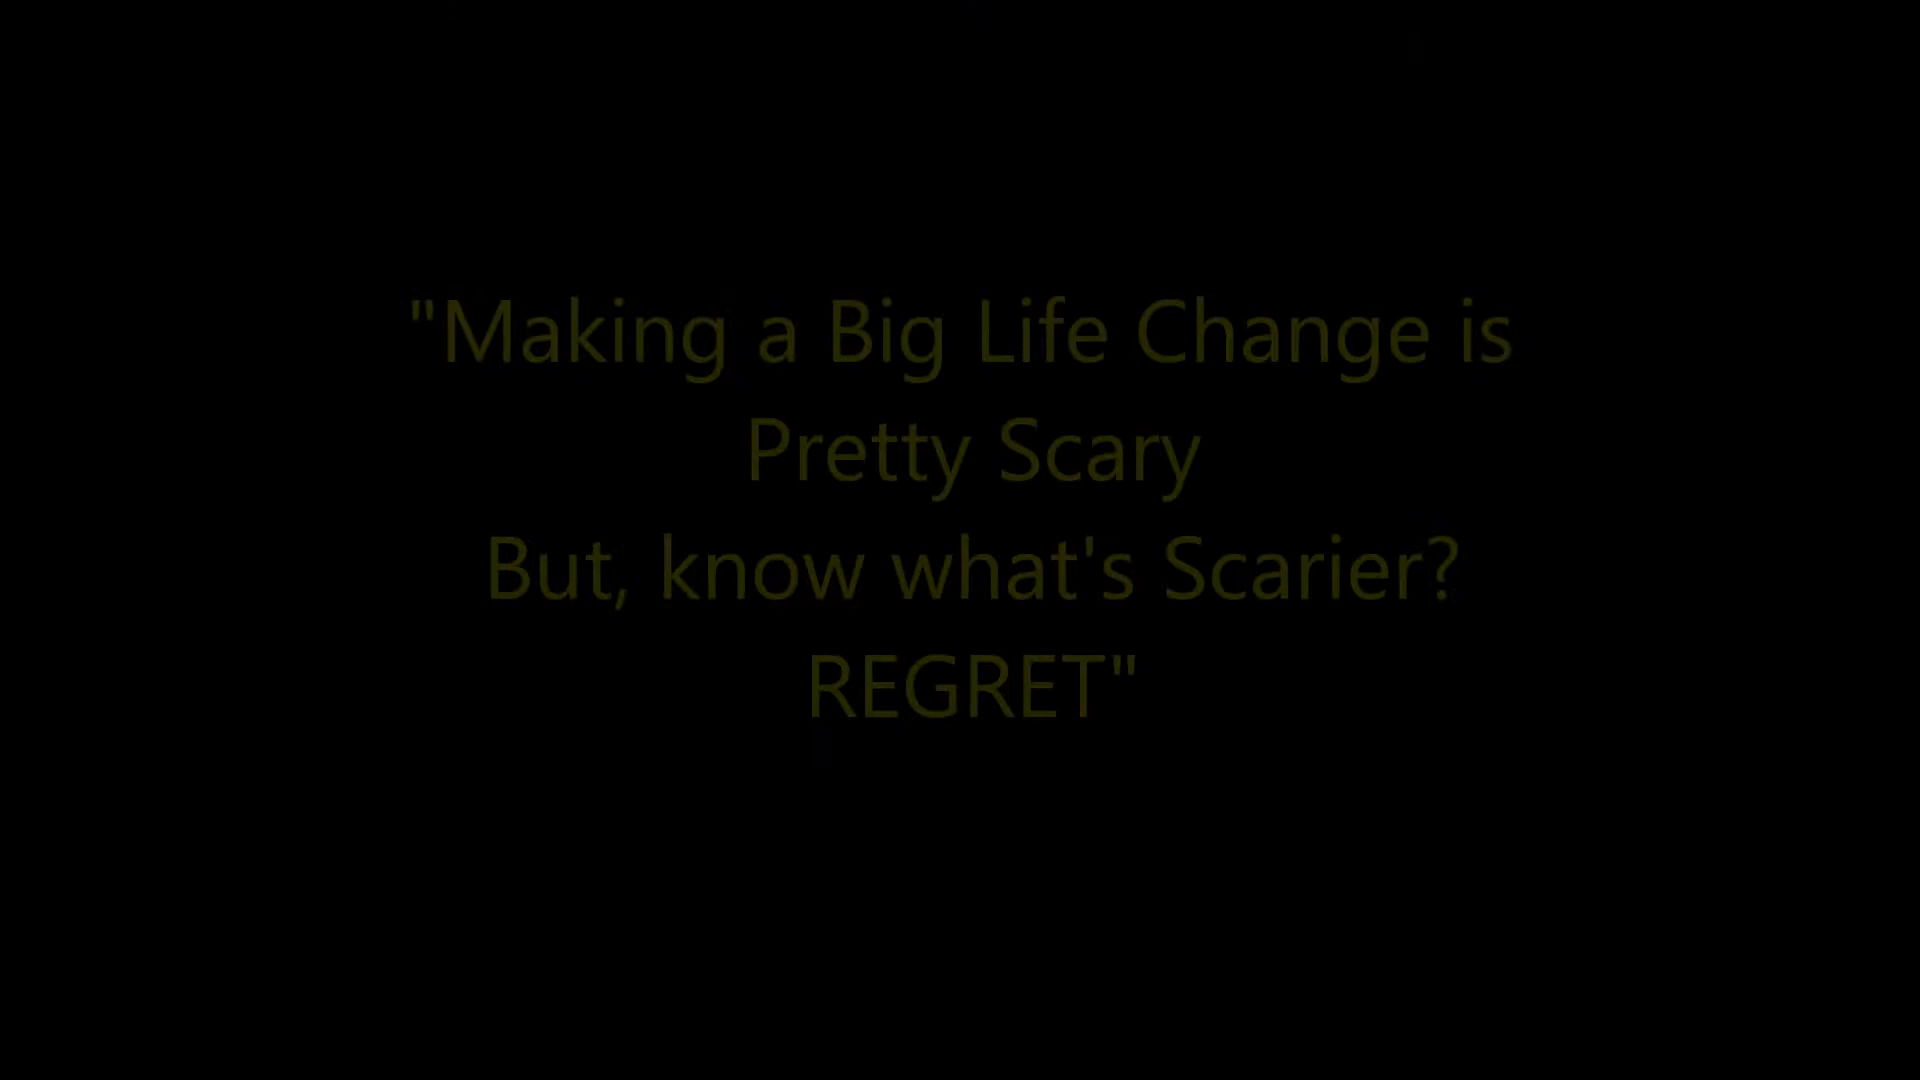 "Making a Big Life Change is
Pretty Scary
But, know what's Scarier?
REGRET"